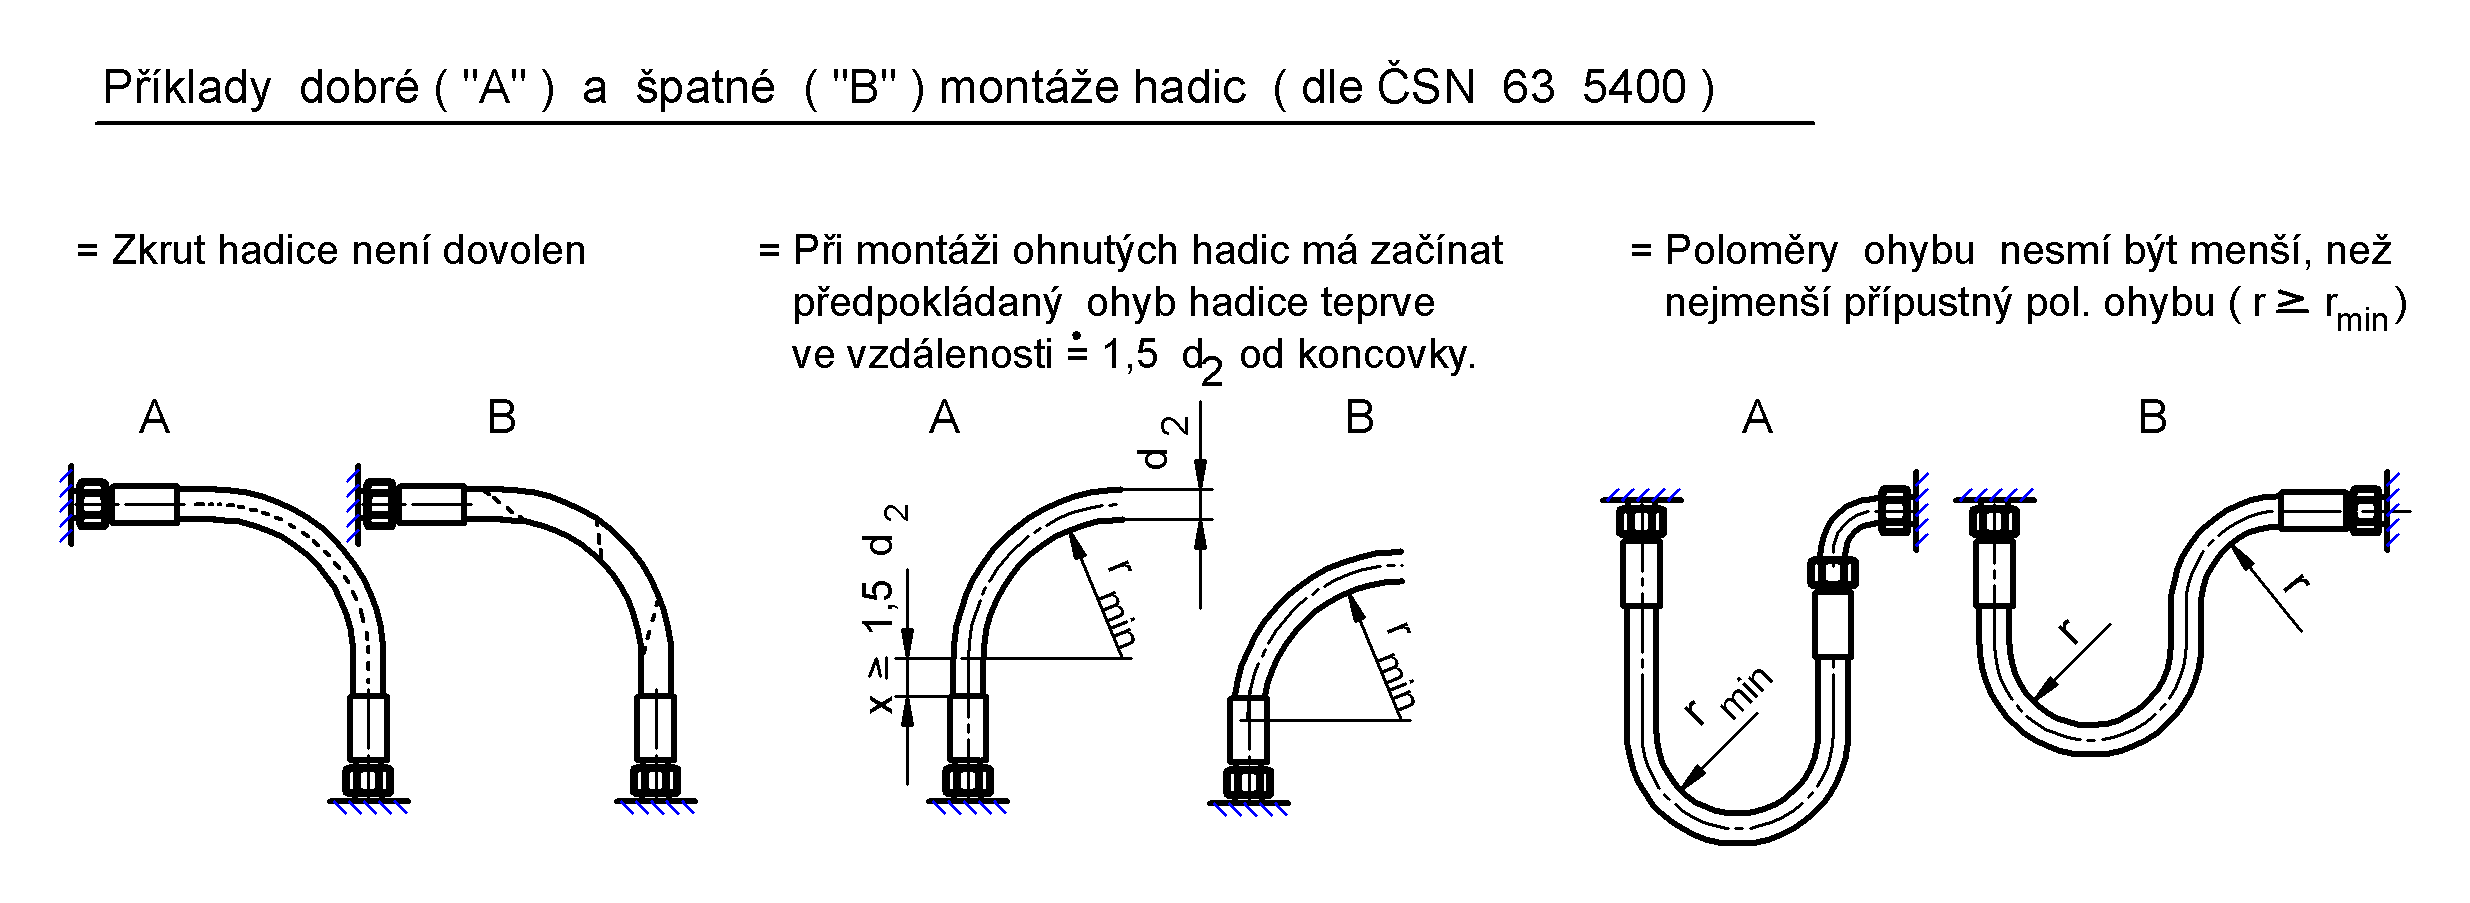 Příklady dobré ( "A" ) a špatné ( "B" ) montáže hadic ( dle ČSN 63 5400 )
= Zkrut hadice není dovolen
A
B
= Při montáži ohnutých hadic má začínat
předpokládaný ohyb hadice teprve
ve vzdálenosti ≐ 1,5 d2 od koncovky.
A
B
d2
x ≥ 1,5 d2
r min
r min
= Poloměry ohybu nesmí být menší, než
nejmenší přípustný pol. ohybu ( r ≥ rmin )
A
B
r min
r
r